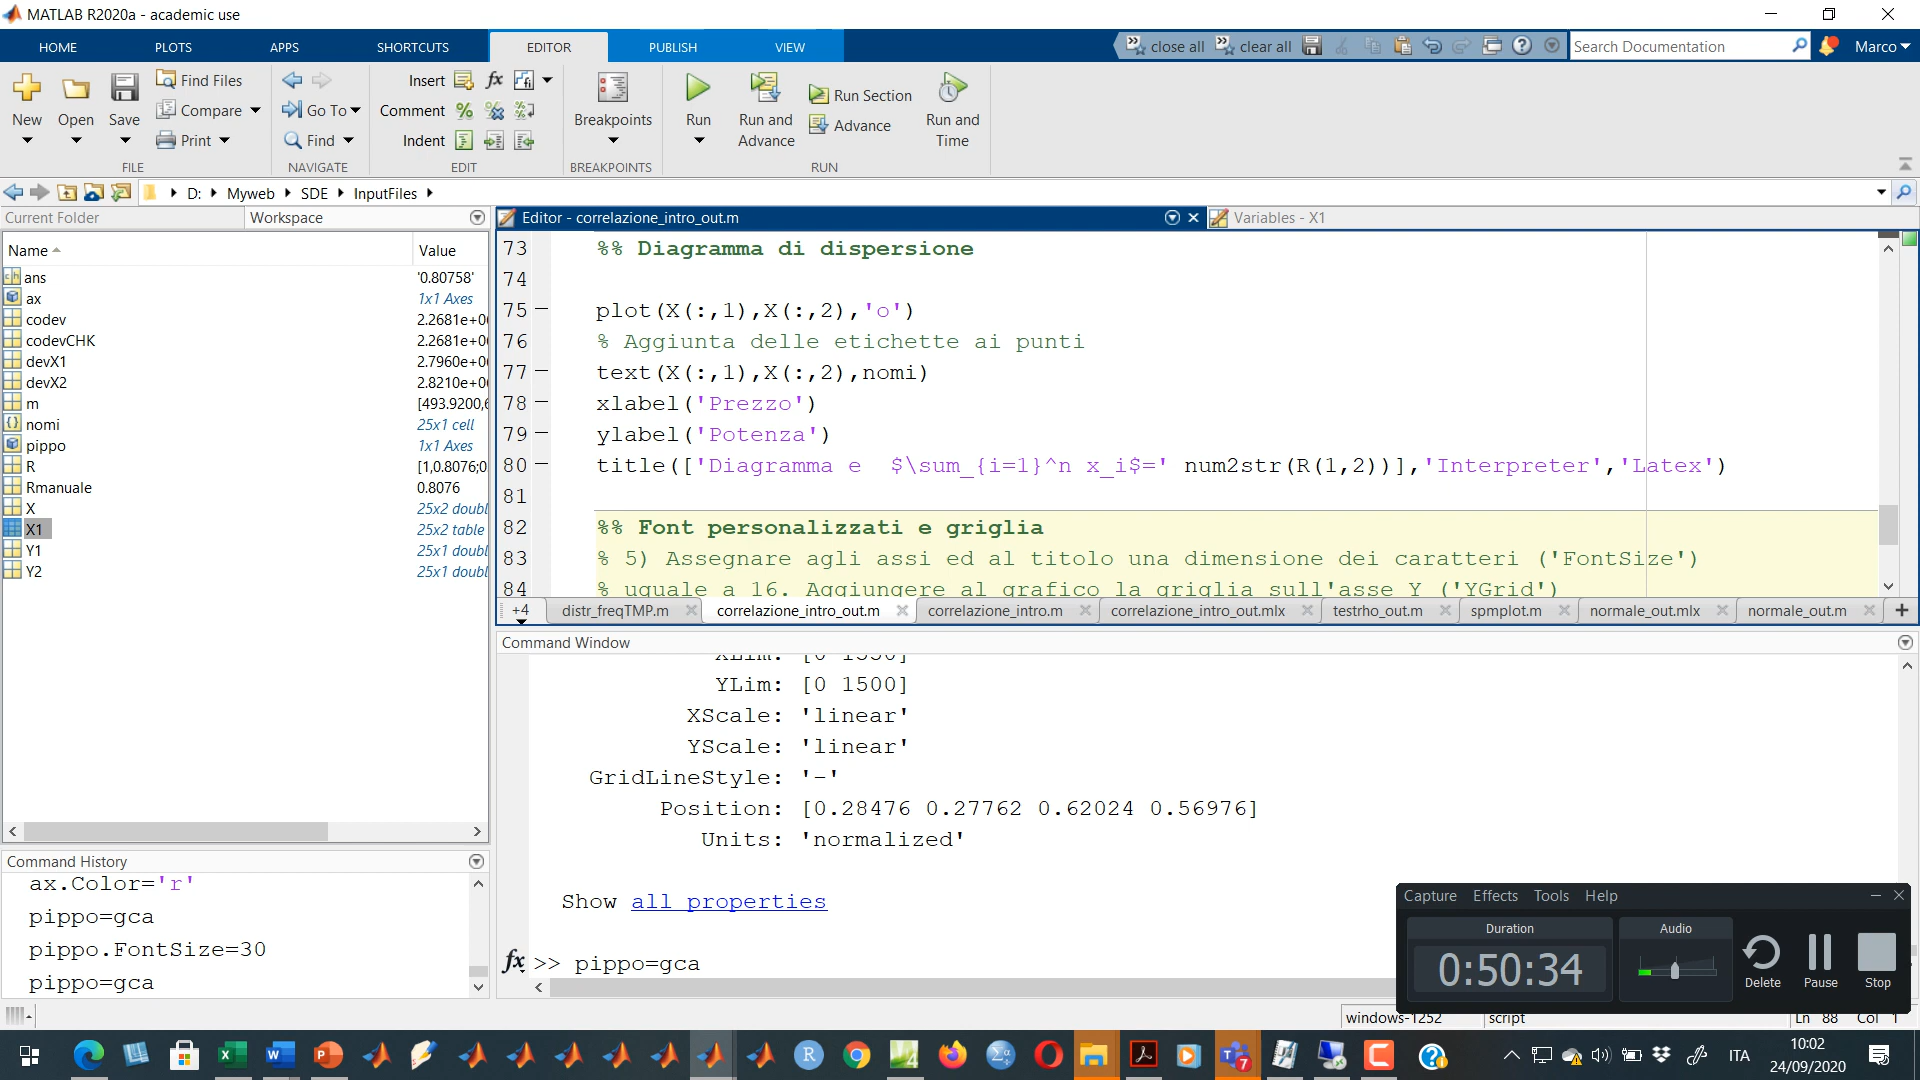 MATLAB R2020a - academic use
HOME PLOTS APPS SHORTCUTS EDITOR PUBLISH VIEW
close all clear all Search Documentation Marco
New Open Save Find Files Compare Print
FILE
Go To Find
NAVIGATE
Insert fx
Comment
Indent
EDIT
Breakpoints
BREAKPOINTS
Run Run and Advance Run Section Advance Run and Time
RUN
D: Myweb SDE InputFiles
Current Folder Workspace
Name Value
ans '0.80758'
ax 1x1 Axes
codev 2.2681e+0
codevCHK 2.2681e+0
devX1 2.7960e+0
devX2 2.8210e+0
m [493.9200,
nomi 25x1 cell
pippo 1x1 Axes
R [1,0.8076;0
Rmanuale 0.8076
X 25x2 doubl
X1 25x2 table
Y1 25x1 doubl
Y2 25x1 doubl
Command History
ax.Color='r'
pippo=gca
pippo.FontSize=30
pippo=gca
Editor - correlazione_intro_out.m Variables - X1
73 %% Diagramma di dispersione
74
75 — plot(X(:,1),X(:,2),'o')
76 % Aggiunta delle etichette ai punti
77 — text(X(:,1),X(:,2),nomi)
78 — xlabel('Prezzo')
79 — ylabel('Potenza')
80 — title(['Diagramma e  $\sum_{i=1}^n x_i$=' num2str(R(1,2))],'Interpreter','Latex')
81
82 %% Font personalizzati e griglia
83 % 5) Assegnare agli assi ed al titolo una dimensione dei caratteri ('FontSize')
84 % uguale a 16. Aggiungere al grafico la griglia sull'asse Y ('YGrid')
+4 distr_freqTMP.m correlazione_intro_out.m correlazione_intro.m correlazione_intro_out.mlx testrho_out.m spmplot.m normale_out.mlx normale_out.m
Command Window
XLim: [0 1550]
YLim: [0 1500]
XScale: 'linear'
YScale: 'linear'
GridLineStyle: '-'
Position: [0.28476 0.27762 0.62024 0.56976]
Units: 'normalized'
Show all properties
fx >> pippo=gca
Capture Effects Tools Help
Duration Audio
0:50:34
Delete Pause Stop
windows-1252 script Ln 88 Col 1
7
ITA
10:02
24/09/2020